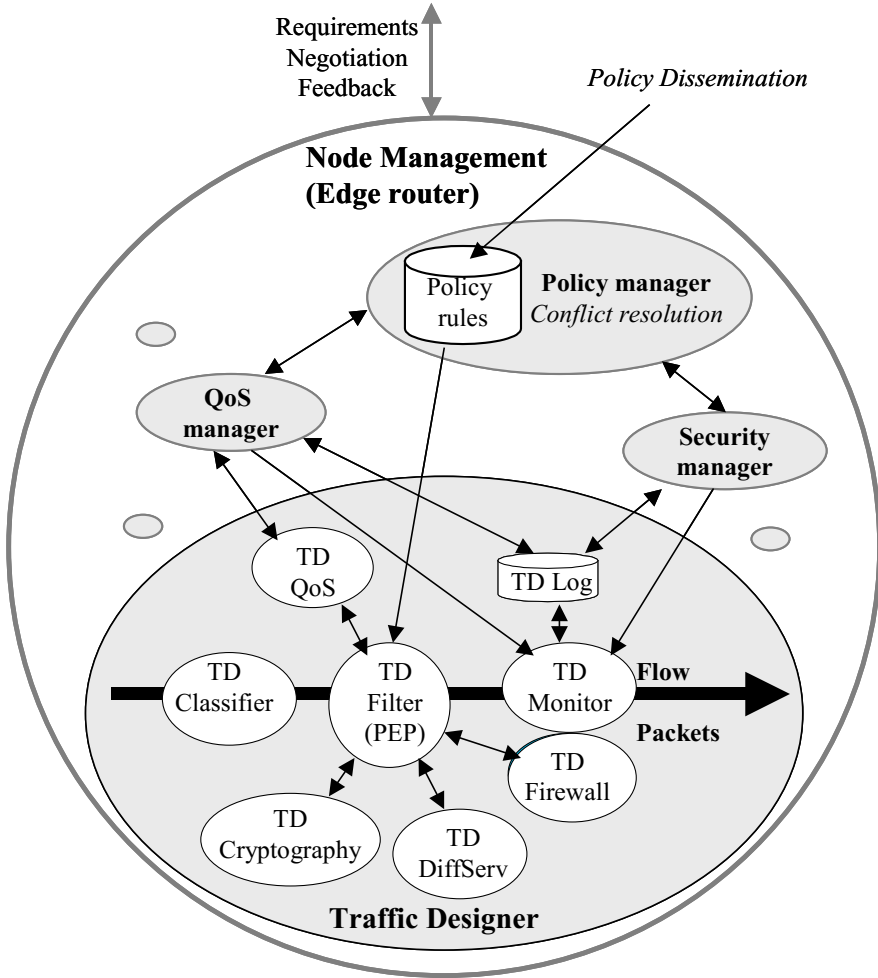 Requirements
Negotiation
Feedback
Policy Dissemination
Node Management
(Edge router)
Policy
rules
Policy manager
Conflict resolution
QoS
manager
Security
manager
TD
QoS
TD Log
TD
Classifier
TD
Filter
(PEP)
TD
Monitor
Flow
Packets
TD
Firewall
TD
Cryptography
TD
DiffServ
Traffic Designer